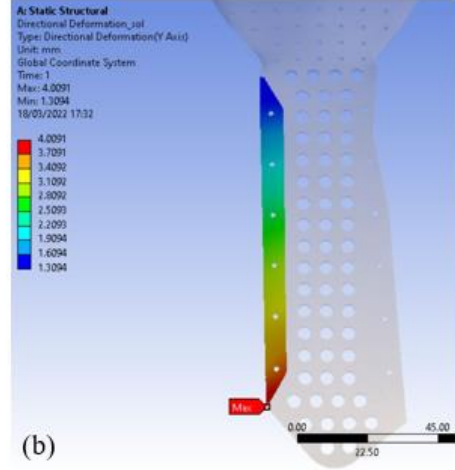 A: Static Structural
Directional Deformation_sol
Type: Directional Deformation(Y Axis)
Unit: mm
Global Coordinate System
Time: 1
Max: 4.0091
Min: 1.3094
18/03/2022 17:32
4.0091
3.7091
3.4092
3.1092
2.8092
2.5093
2.2093
1.9094
1.6094
1.3094
Max
0.00
45.00
22.50
(b)